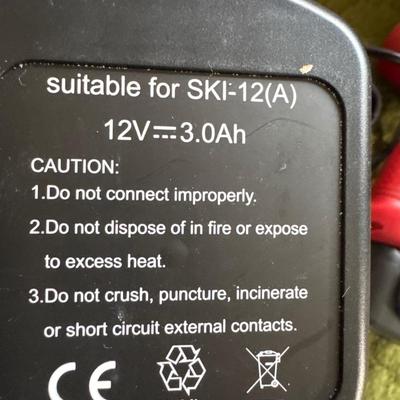 suitable for SKI-12(A)
12V⎓3.0Ah
CAUTION:
1.Do not connect improperly.
2.Do not dispose of in fire or expose
to excess heat.
3.Do not crush, puncture, incinerate
or short circuit external contacts.
CE